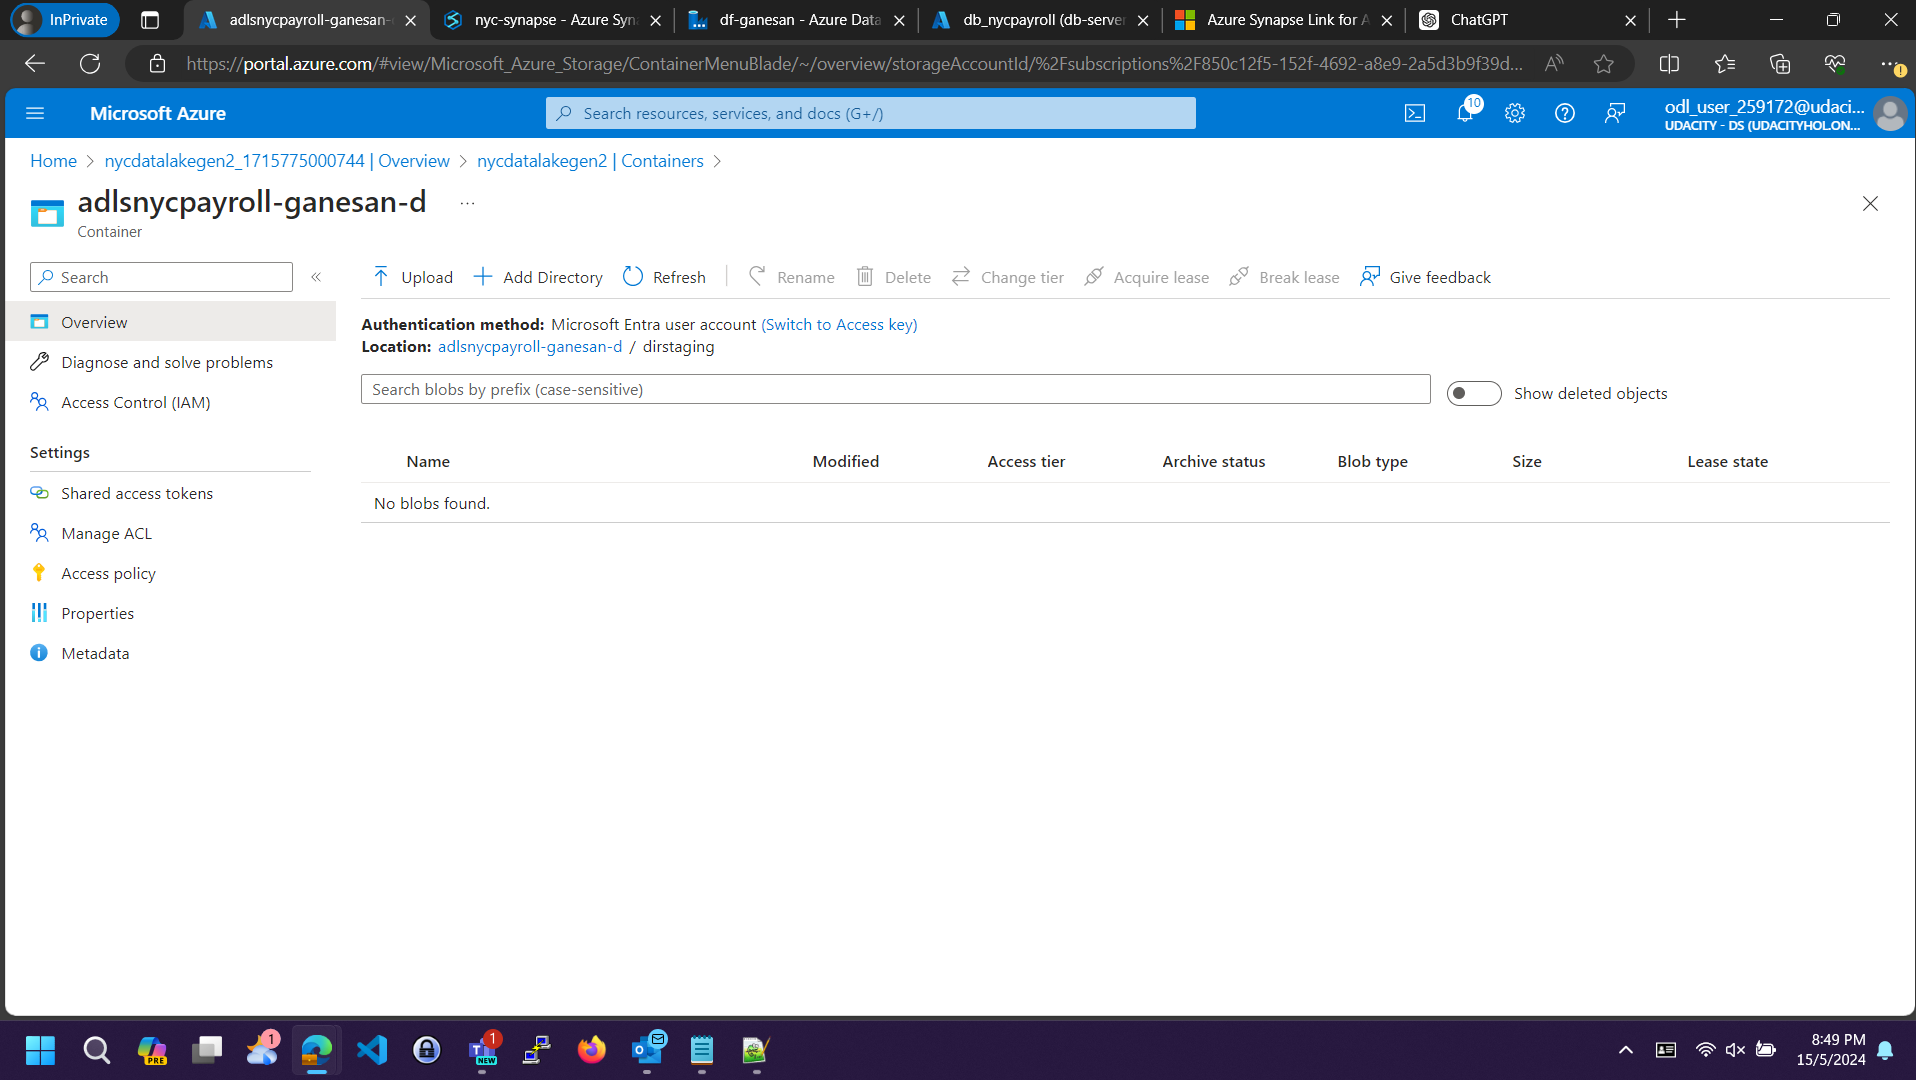 InPrivate
adlsnycpayroll-ganesan-
nyc-synapse - Azure Syn
df-ganesan - Azure Data
db_nycpayroll (db-server
Azure Synapse Link for A
ChatGPT
https://portal.azure.com/#view/Microsoft_Azure_Storage/ContainerMenuBlade/~/overview/storageAccountId/%2Fsubscriptions%2F850c12f5-152f-4692-a8e9-2a5d3b9f39d...
Microsoft Azure
Search resources, services, and docs (G+/)
10
odl_user_259172@udaci...
UDACITY - DS (UDACITYHOL.ON...
Home > nycdatalakegen2_1715775000744 | Overview > nycdatalakegen2 | Containers >
adlsnycpayroll-ganesan-d ...
Container
Search
Upload
Add Directory
Refresh
Rename
Delete
Change tier
Acquire lease
Break lease
Give feedback
Overview
Diagnose and solve problems
Access Control (IAM)
Settings
Shared access tokens
Manage ACL
Access policy
Properties
Metadata
Authentication method: Microsoft Entra user account (Switch to Access key)
Location: adlsnycpayroll-ganesan-d / dirstaging
Search blobs by prefix (case-sensitive)
Show deleted objects
Name Modified Access tier Archive status Blob type Size Lease state
No blobs found.
PRE
1
1
NEW
8:49 PM
15/5/2024